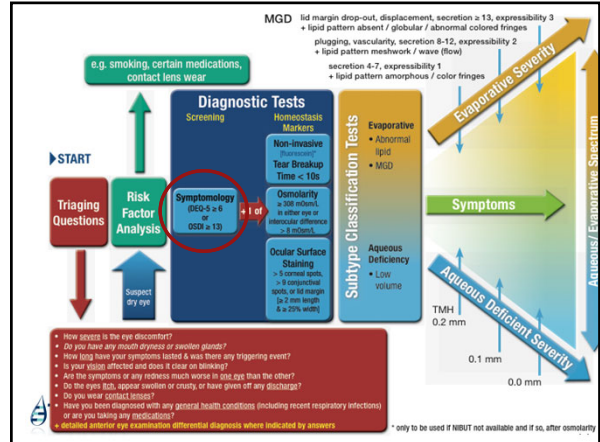 MGD lid margin drop-out, displacement, secretion ≥ 13, expressibility 3
+ lipid pattern absent / globular / abnormal colored fringes
plugging, vascularity, secretion 8-12, expressibility 2
+ lipid pattern meshwork / wave (flow)
secretion 4-7, expressibility 1
+ lipid pattern amorphous / color fringes
e.g. smoking, certain medications,
contact lens wear
START
Triaging
Questions
Risk
Factor
Analysis
Suspect
dry eye
Diagnostic Tests
Screening
Homeostasis
Markers
Symptomology
(DEQ-5 ≥ 6
or
OSDI ≥ 13)
+1 of
Non-invasive
[fluorescein]*
Tear Breakup
Time < 10s
Osmolarity
≥ 308 mOsm/L
in either eye or
interocular difference
> 8 mOsm/L
Ocular Surface
Staining
> 5 corneal spots,
> 9 conjunctival
spots, or lid margin
[≥ 2 mm length
& ≥ 25% width]
Subtype Classification Tests
Evaporative
• Abnormal
lipid
• MGD
Aqueous
Deficiency
• Low
volume
Evaporative Severity
Symptoms
Aqueous Deficient Severity
Aqueous/Evaporative Severity
TMH
0.2 mm
0.1 mm
0.0 mm
• How severe is the eye discomfort?
• Do you have any mouth dryness or swollen glands?
• How long have your symptoms lasted & was there any triggering event?
• Is your vision affected and does it clear on blinking?
• Are the symptoms or any redness much worse in one eye than the other?
• Do the eyes itch, appear swollen or crusty, or have given off any discharge?
• Do you wear contact lenses?
• Have you been diagnosed with any general health conditions (including recent respiratory infections)
or are you taking any medications?
+ detailed anterior eye examination differential diagnosis where indicated by answers
* only to be used if NIBUT not available and if so, after osmolarity